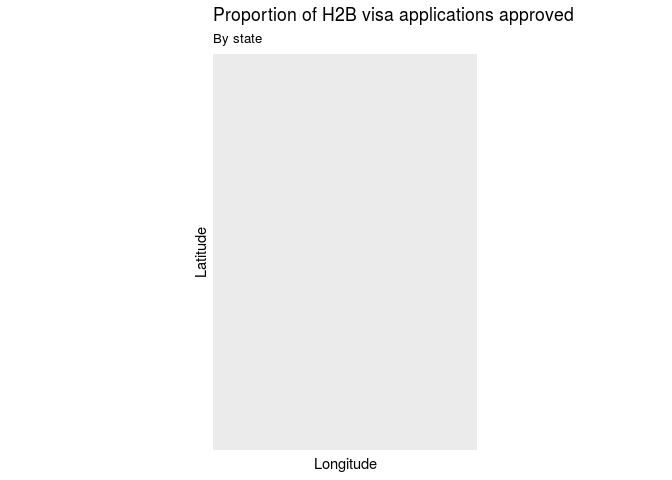 Proportion of H2B visa applications approved
By state
Latitude
Longitude